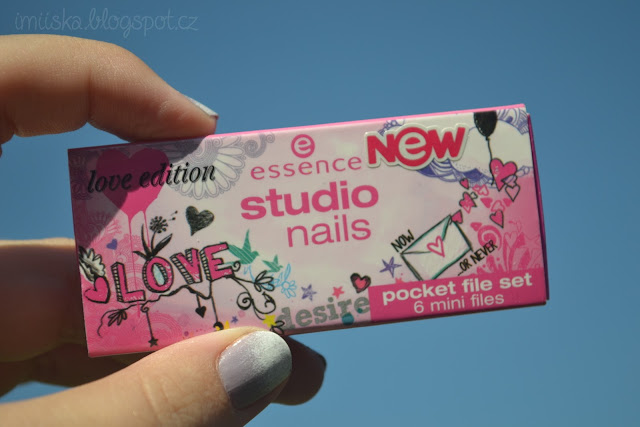 imiiska.blogspot.cz
love edition
e
essence
NEW
studio
nails
LOVE
NOW
OR NEVER
desire
pocket file set
6 mini files